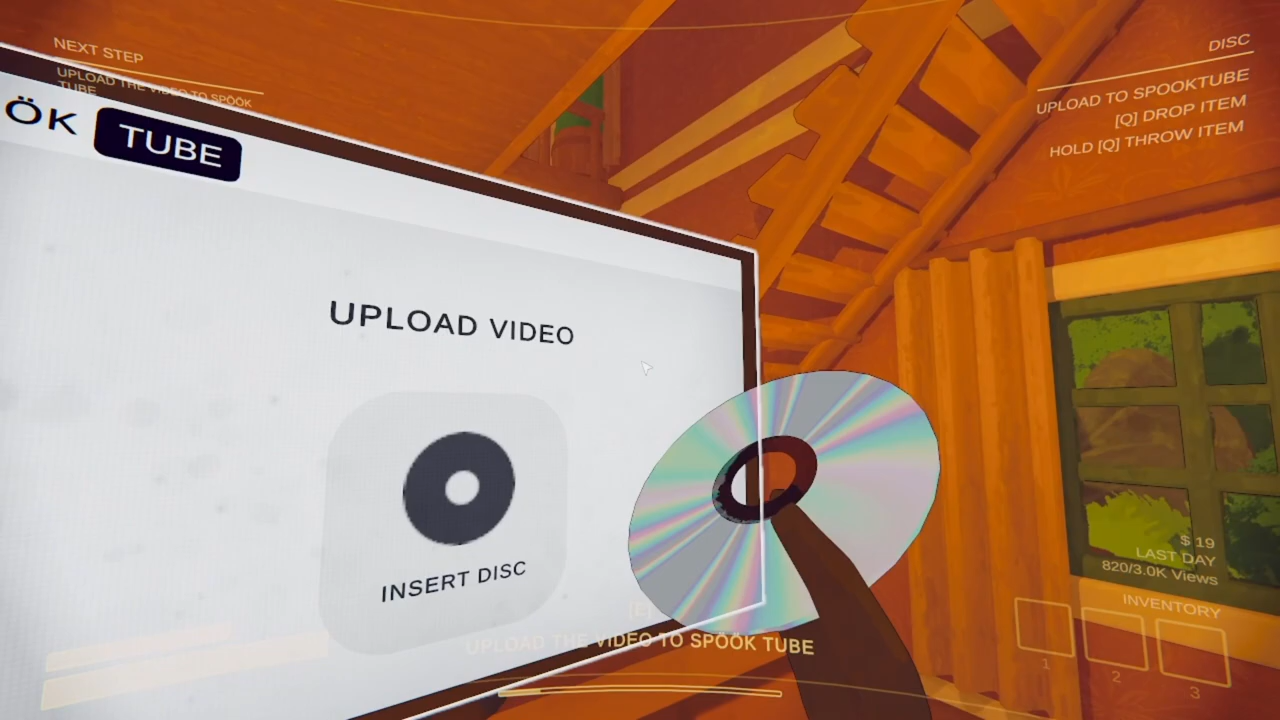 NEXT STEP
UPLOAD THE VIDEO TO SPÖÖK
TUBE
ÖK TUBE
DISC
UPLOAD TO SPOOKTUBE
[Q] DROP ITEM
HOLD [Q] THROW ITEM
UPLOAD VIDEO
INSERT DISC
[E]
UPLOAD THE VIDEO TO SPÖÖK TUBE
$ 19
LAST DAY
820/3.0K Views
INVENTORY
1 2 3